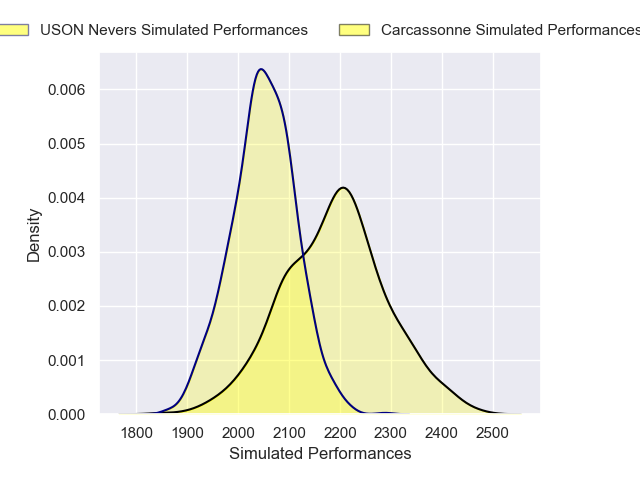 USON Nevers Simulated Performances Carcassonne Simulated Performances
0.006
0.005
0.004
0.003
0.002
0.001
0.000
Density
1800 1900 2000 2100 2200 2300 2400 2500
Simulated Performances